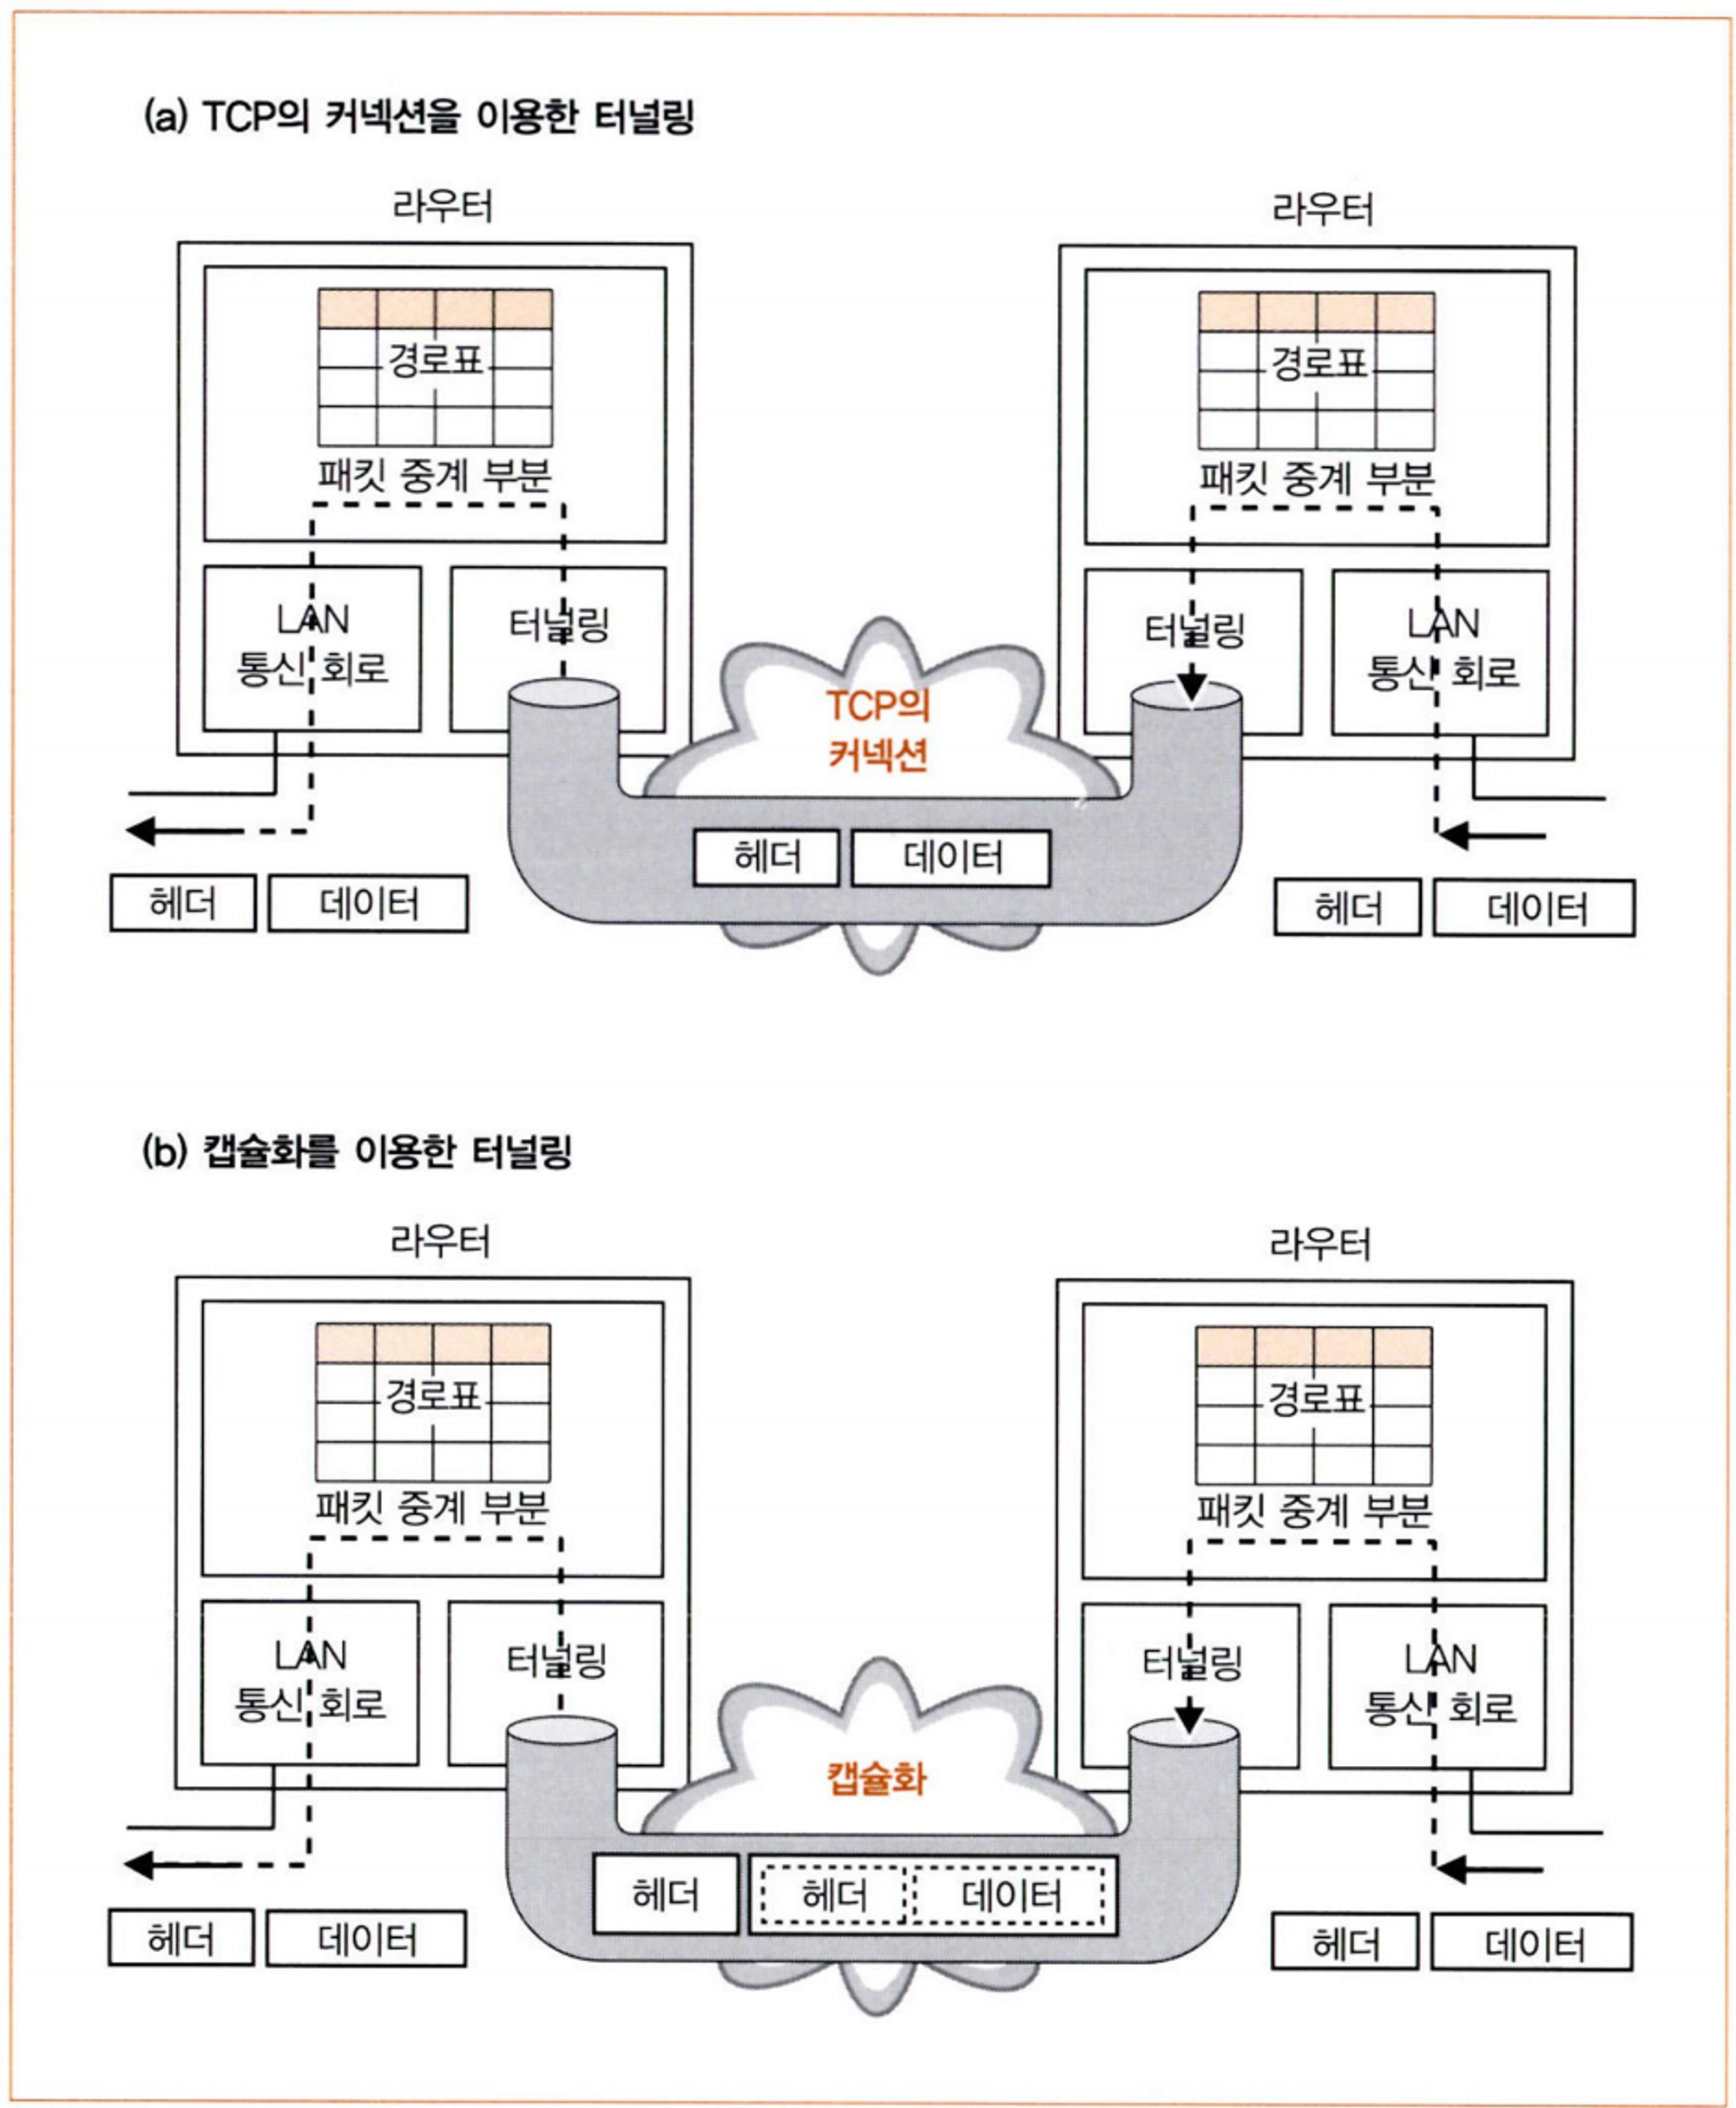 (a) TCP의 커넥션을 이용한 터널링
라우터
라우터
경로표
경로표
패킷 중계 부분
패킷 중계 부분
LAN
통신 회로
터널링
TCP의
커넥션
터널링
LAN
통신 회로
헤더 데이터
헤더 데이터
헤더 데이터
(b) 캡슐화를 이용한 터널링
라우터
라우터
경로표
경로표
패킷 중계 부분
패킷 중계 부분
LAN
통신 회로
터널링
캡슐화
터널링
LAN
통신 회로
헤더 헤더 데이터
헤더 데이터
헤더 데이터